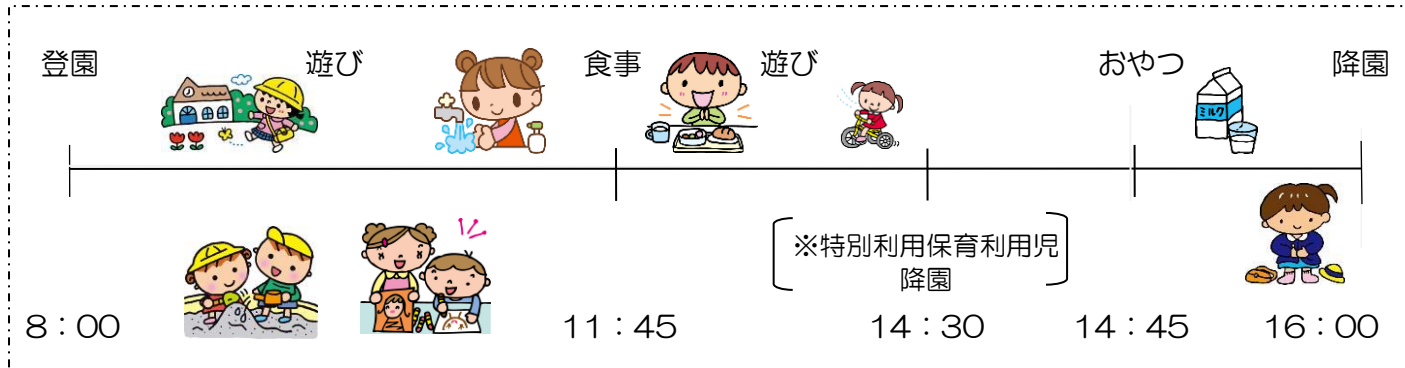 登園
遊び
食事
遊び
おやつ
降園
ミルク
※特別利用保育利用児
降園
8：00
11：45
14：30
14：45
16：00